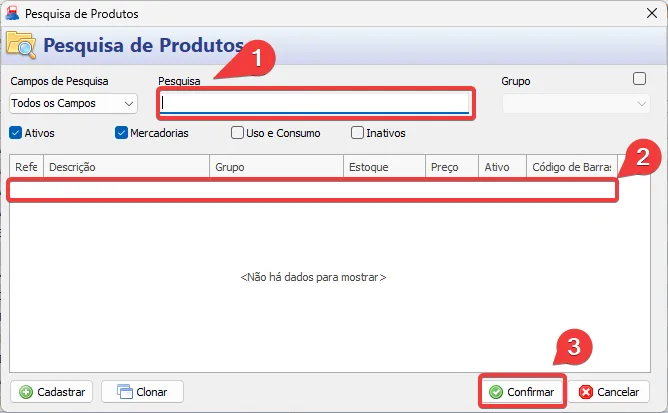 Pesquisa de Produtos
Pesquisa de Produtos
1
Campos de Pesquisa Pesquisa Grupo
Todos os Campos
Ativos Mercadorias Uso e Consumo Inativos
2
Refe Descrição Grupo Estoque Preço Ativo Código de Barras
<Não há dados para mostrar>
3
Cadastrar Clonar Confirmar Cancelar